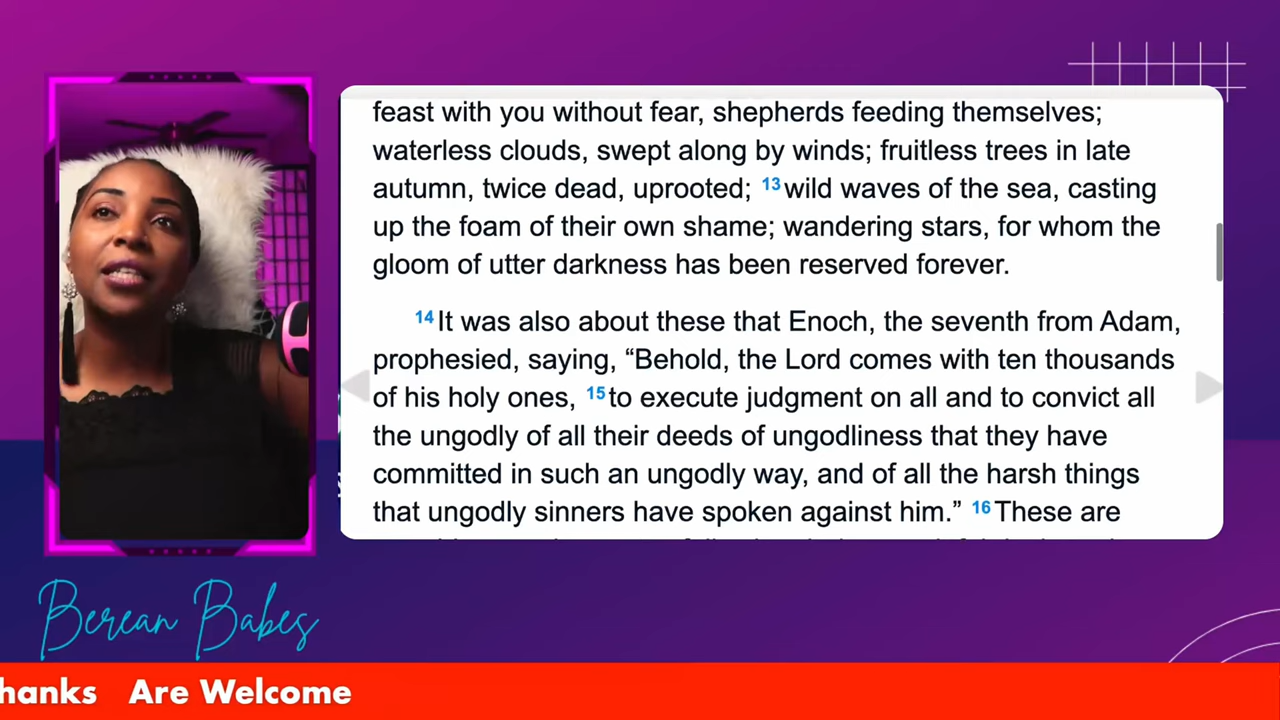 feast with you without fear, shepherds feeding themselves;
waterless clouds, swept along by winds; fruitless trees in late
autumn, twice dead, uprooted; 13 wild waves of the sea, casting
up the foam of their own shame; wandering stars, for whom the
gloom of utter darkness has been reserved forever.
14 It was also about these that Enoch, the seventh from Adam,
prophesied, saying, “Behold, the Lord comes with ten thousands
of his holy ones, 15 to execute judgment on all and to convict all
the ungodly of all their deeds of ungodliness that they have
committed in such an ungodly way, and of all the harsh things
that ungodly sinners have spoken against him.” 16 These are
Berean Babes
hanks Are Welcome